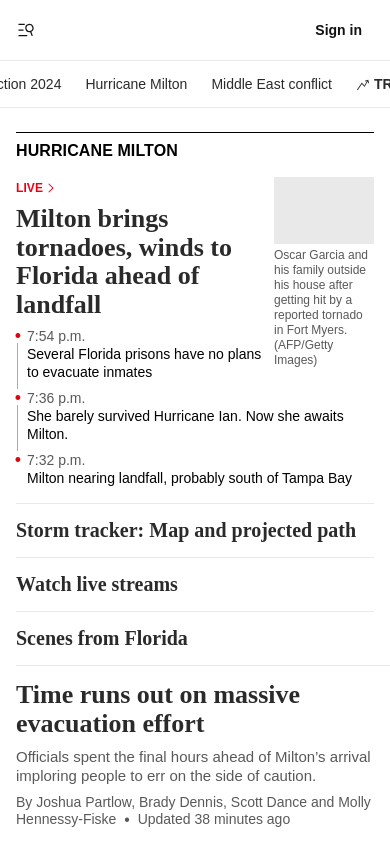 Sign in
ction 2024 Hurricane Milton Middle East conflict TR
HURRICANE MILTON
LIVE
Milton brings
tornadoes, winds to
Florida ahead of
landfall
Oscar Garcia and
his family outside
his house after
getting hit by a
reported tornado
in Fort Myers.
(AFP/Getty
Images)
7:54 p.m.
Several Florida prisons have no plans
to evacuate inmates
7:36 p.m.
She barely survived Hurricane Ian. Now she awaits
Milton.
7:32 p.m.
Milton nearing landfall, probably south of Tampa Bay
Storm tracker: Map and projected path
Watch live streams
Scenes from Florida
Time runs out on massive
evacuation effort
Officials spent the final hours ahead of Milton’s arrival
imploring people to err on the side of caution.
By Joshua Partlow, Brady Dennis, Scott Dance and Molly
Hennessy-Fiske • Updated 38 minutes ago